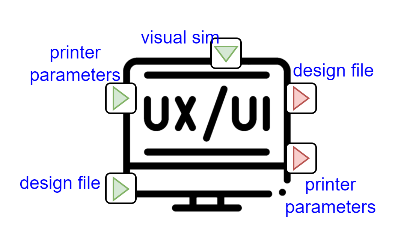 visual sim
printer
parameters
design file
UX/UI
design file
printer
parameters